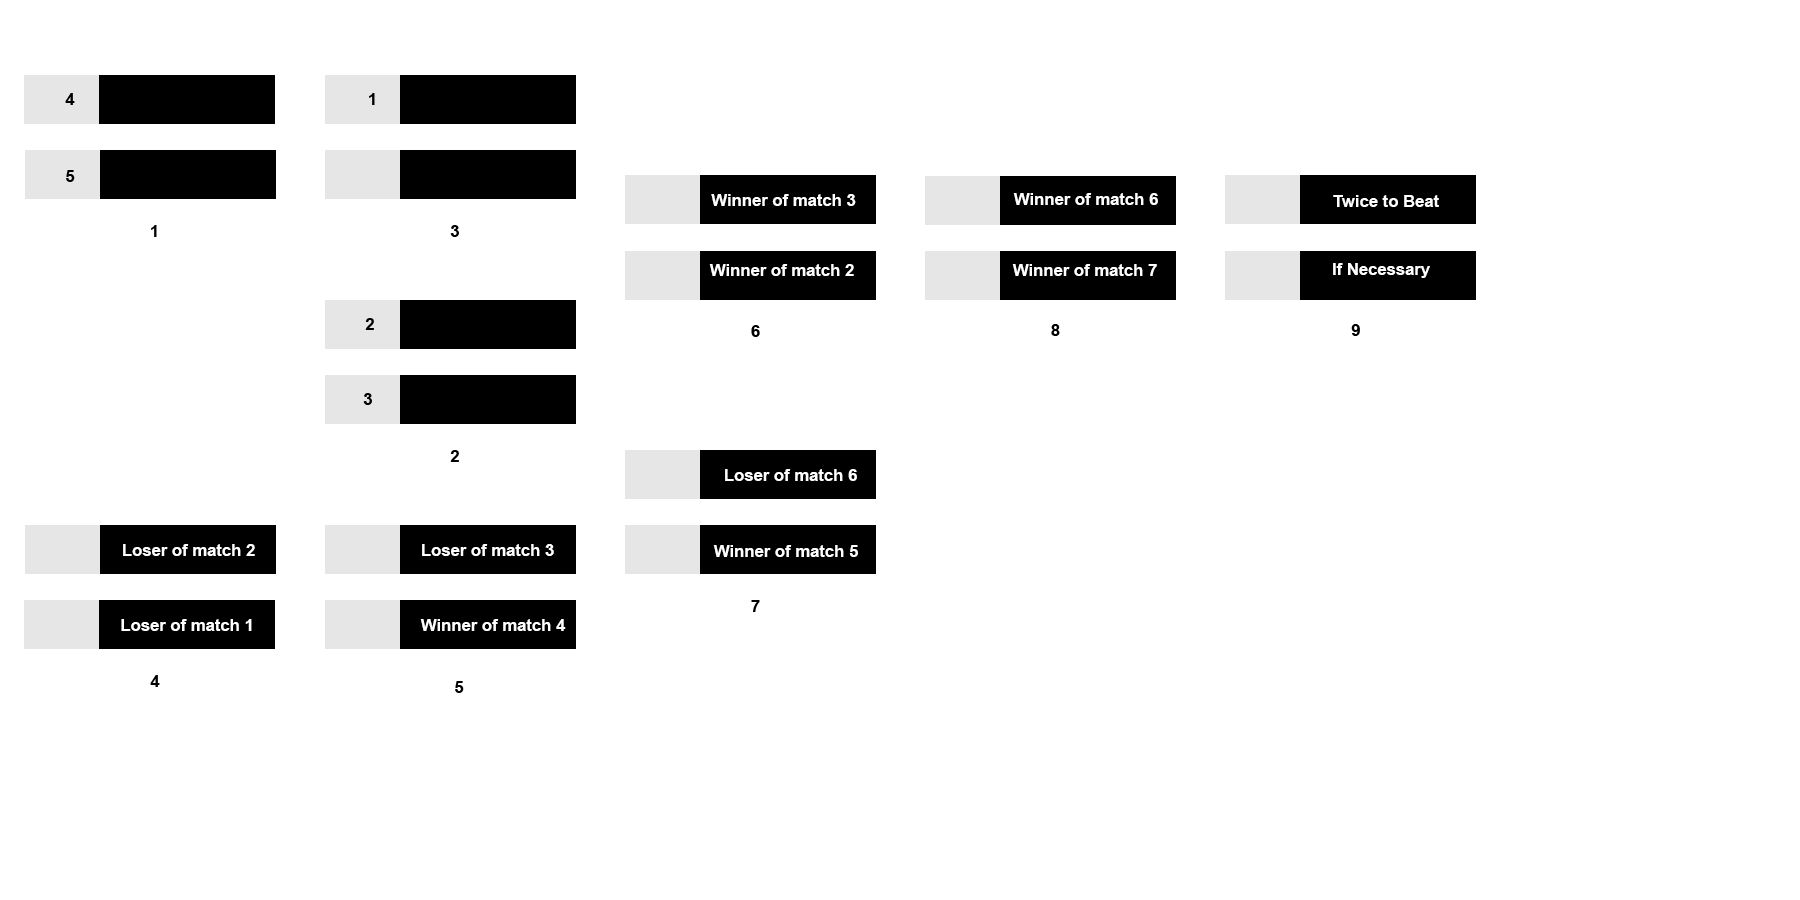 4
5
1
1
3
2
3
2
Winner of match 3
Winner of match 2
6
Winner of match 6
Winner of match 7
8
Twice to Beat
If Necessary
9
Loser of match 2
Loser of match 1
4
Loser of match 3
Winner of match 4
5
Loser of match 6
Winner of match 5
7